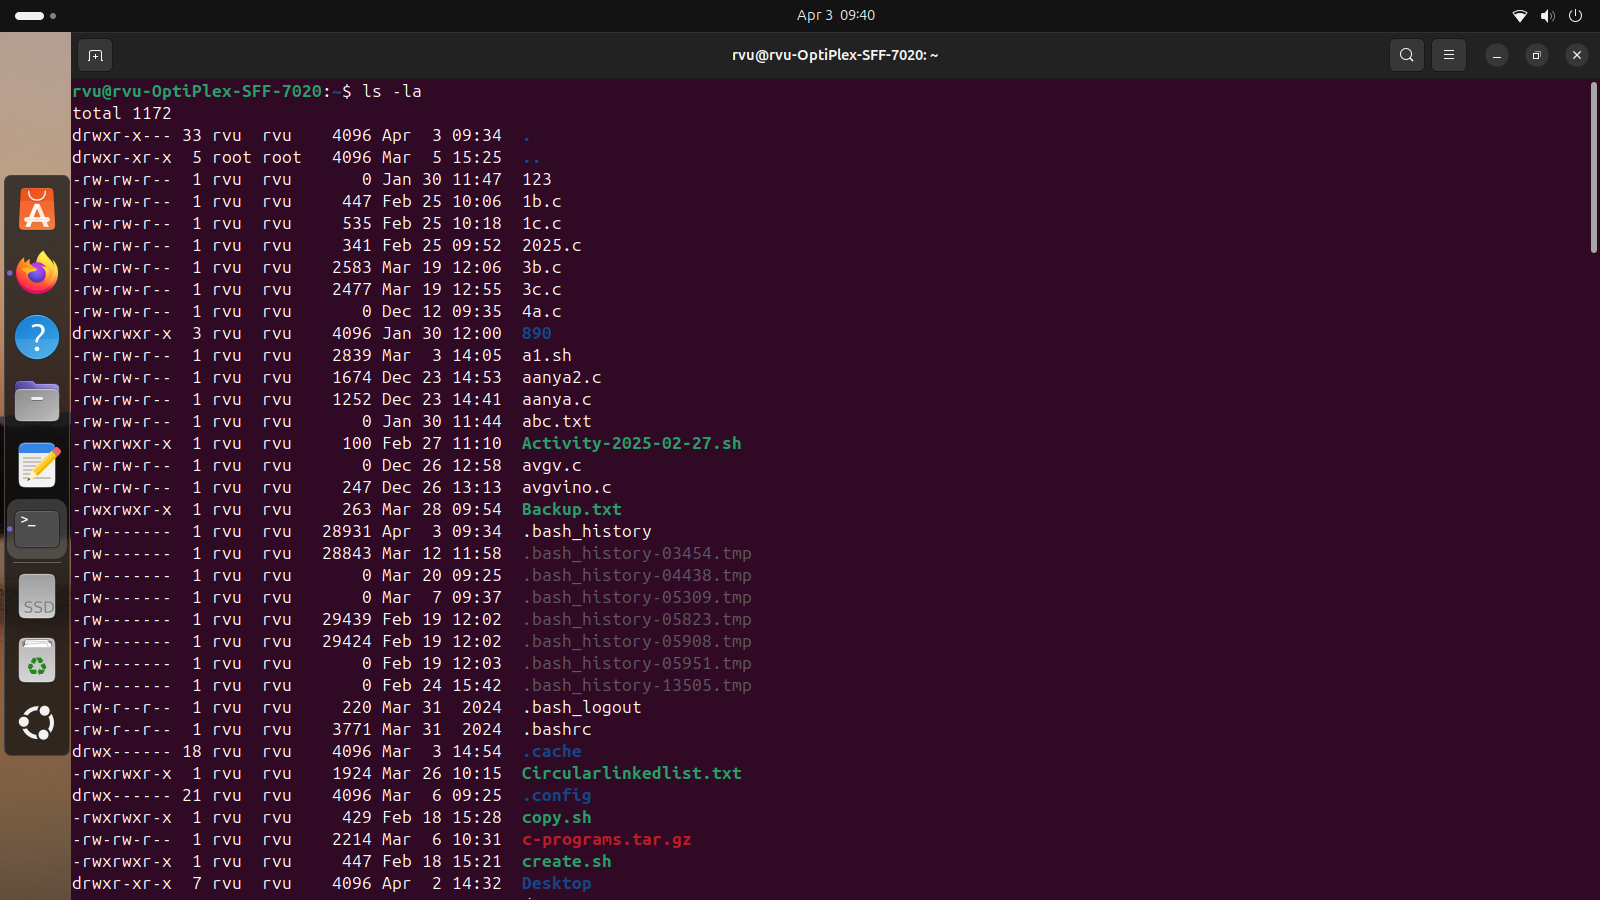 Apr 3 09:40
rvu@rvu-OptiPlex-SFF-7020: ~
rvu@rvu-OptiPlex-SFF-7020:~$ ls -la
total 1172
drwxr-x--- 33 rvu  rvu    4096 Apr  3 09:34 .
drwxr-xr-x  5 root root   4096 Mar  5 15:25 ..
-rw-rw-r--  1 rvu  rvu       0 Jan 30 11:47 123
-rw-rw-r--  1 rvu  rvu     447 Feb 25 10:06 1b.c
-rw-rw-r--  1 rvu  rvu     535 Feb 25 10:18 1c.c
-rw-rw-r--  1 rvu  rvu     341 Feb 25 09:52 2025.c
-rw-rw-r--  1 rvu  rvu    2583 Mar 19 12:06 3b.c
-rw-rw-r--  1 rvu  rvu    2477 Mar 19 12:55 3c.c
-rw-rw-r--  1 rvu  rvu       0 Dec 12 09:35 4a.c
drwxrwxr-x  3 rvu  rvu    4096 Jan 30 12:00 890
-rw-rw-r--  1 rvu  rvu    2839 Mar  3 14:05 a1.sh
-rw-rw-r--  1 rvu  rvu    1674 Dec 23 14:53 aanya2.c
-rw-rw-r--  1 rvu  rvu    1252 Dec 23 14:41 aanya.c
-rw-rw-r--  1 rvu  rvu       0 Jan 30 11:44 abc.txt
-rwxrwxr-x  1 rvu  rvu     100 Feb 27 11:10 Activity-2025-02-27.sh
-rw-rw-r--  1 rvu  rvu       0 Dec 26 12:58 avgv.c
-rw-rw-r--  1 rvu  rvu     247 Dec 26 13:13 avgvino.c
-rwxrwxr-x  1 rvu  rvu     263 Mar 28 09:54 Backup.txt
-rw-------  1 rvu  rvu   28931 Apr  3 09:34 .bash_history
-rw-------  1 rvu  rvu   28843 Mar 12 11:58 .bash_history-03454.tmp
-rw-------  1 rvu  rvu       0 Mar 20 09:25 .bash_history-04438.tmp
-rw-------  1 rvu  rvu       0 Mar  7 09:37 .bash_history-05309.tmp
-rw-------  1 rvu  rvu   29439 Feb 19 12:02 .bash_history-05823.tmp
-rw-------  1 rvu  rvu   29424 Feb 19 12:02 .bash_history-05908.tmp
-rw-------  1 rvu  rvu       0 Feb 19 12:03 .bash_history-05951.tmp
-rw-------  1 rvu  rvu       0 Feb 24 15:42 .bash_history-13505.tmp
-rw-r--r--  1 rvu  rvu     220 Mar 31  2024 .bash_logout
-rw-r--r--  1 rvu  rvu    3771 Mar 31  2024 .bashrc
drwx------ 18 rvu  rvu    4096 Mar  3 14:54 .cache
-rwxrwxr-x  1 rvu  rvu    1924 Mar 26 10:15 Circularlinkedlist.txt
drwx------ 21 rvu  rvu    4096 Mar  6 09:25 .config
-rwxrwxr-x  1 rvu  rvu     429 Feb 18 15:28 copy.sh
-rw-rw-r--  1 rvu  rvu    2214 Mar  6 10:31 c-programs.tar.gz
-rwxrwxr-x  1 rvu  rvu     447 Feb 18 15:21 create.sh
drwxr-xr-x  7 rvu  rvu    4096 Apr  2 14:32 Desktop
SSD